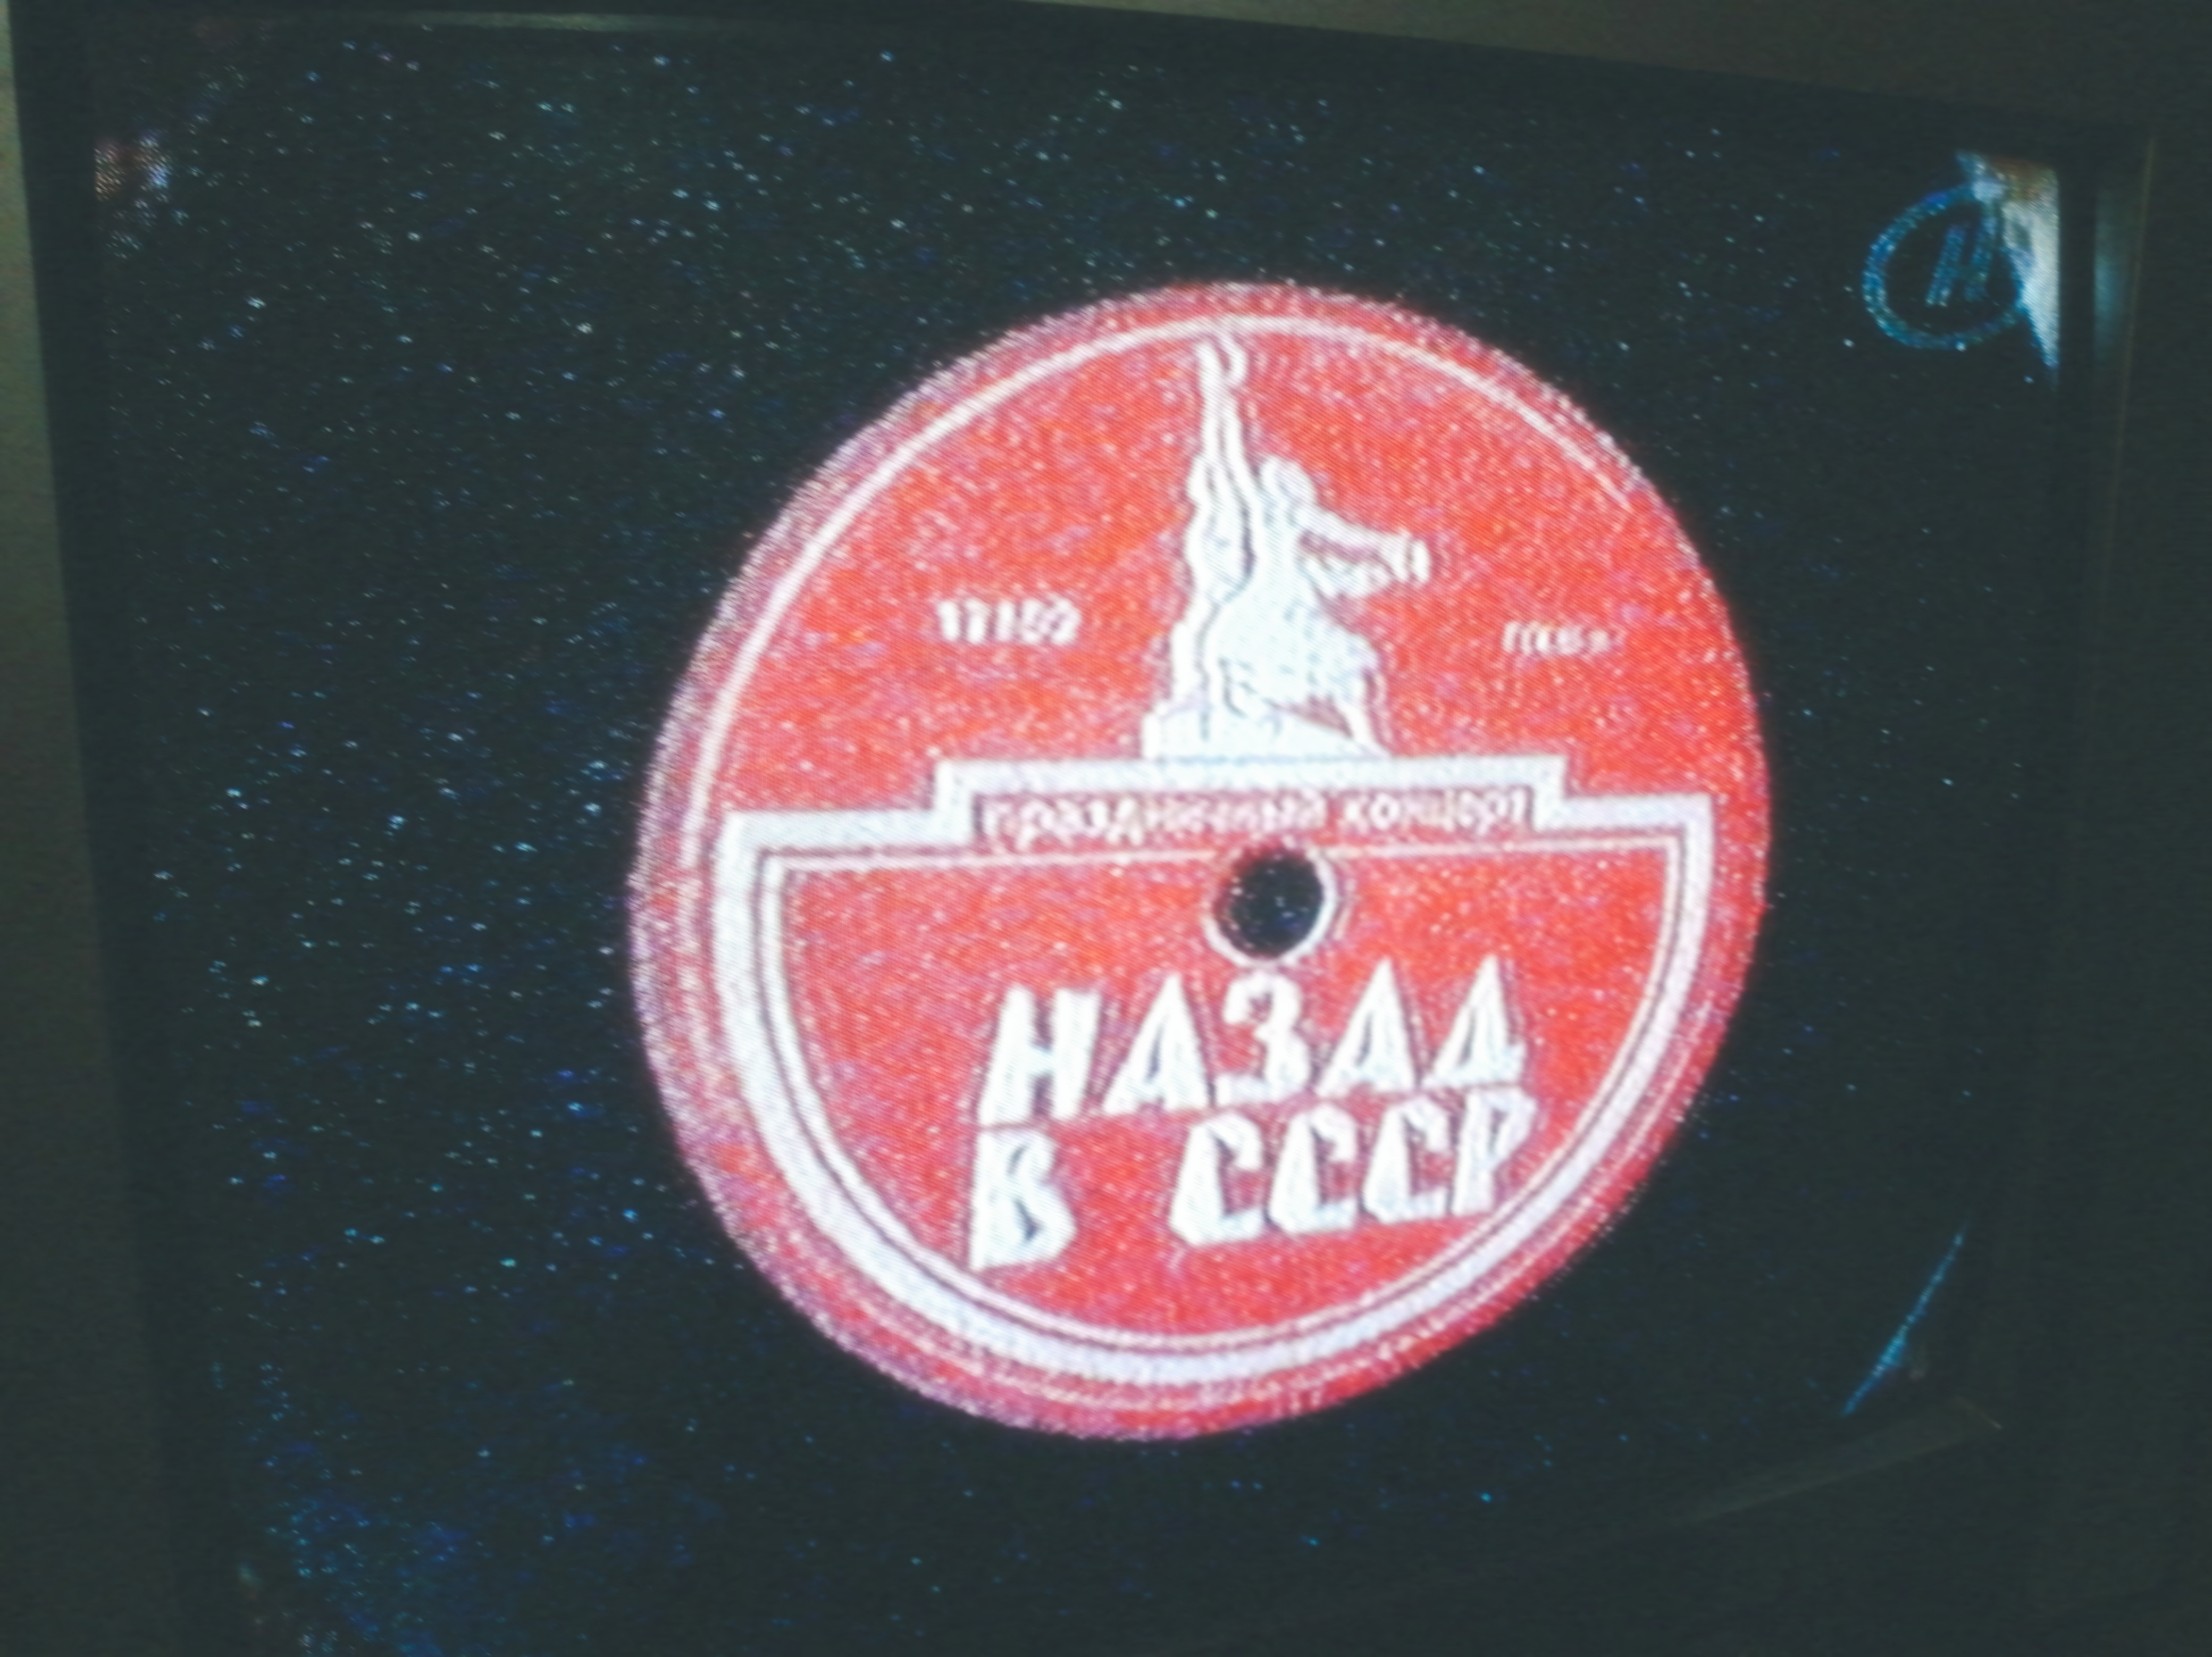 праздничный концерт
НАЗАД
В СССР